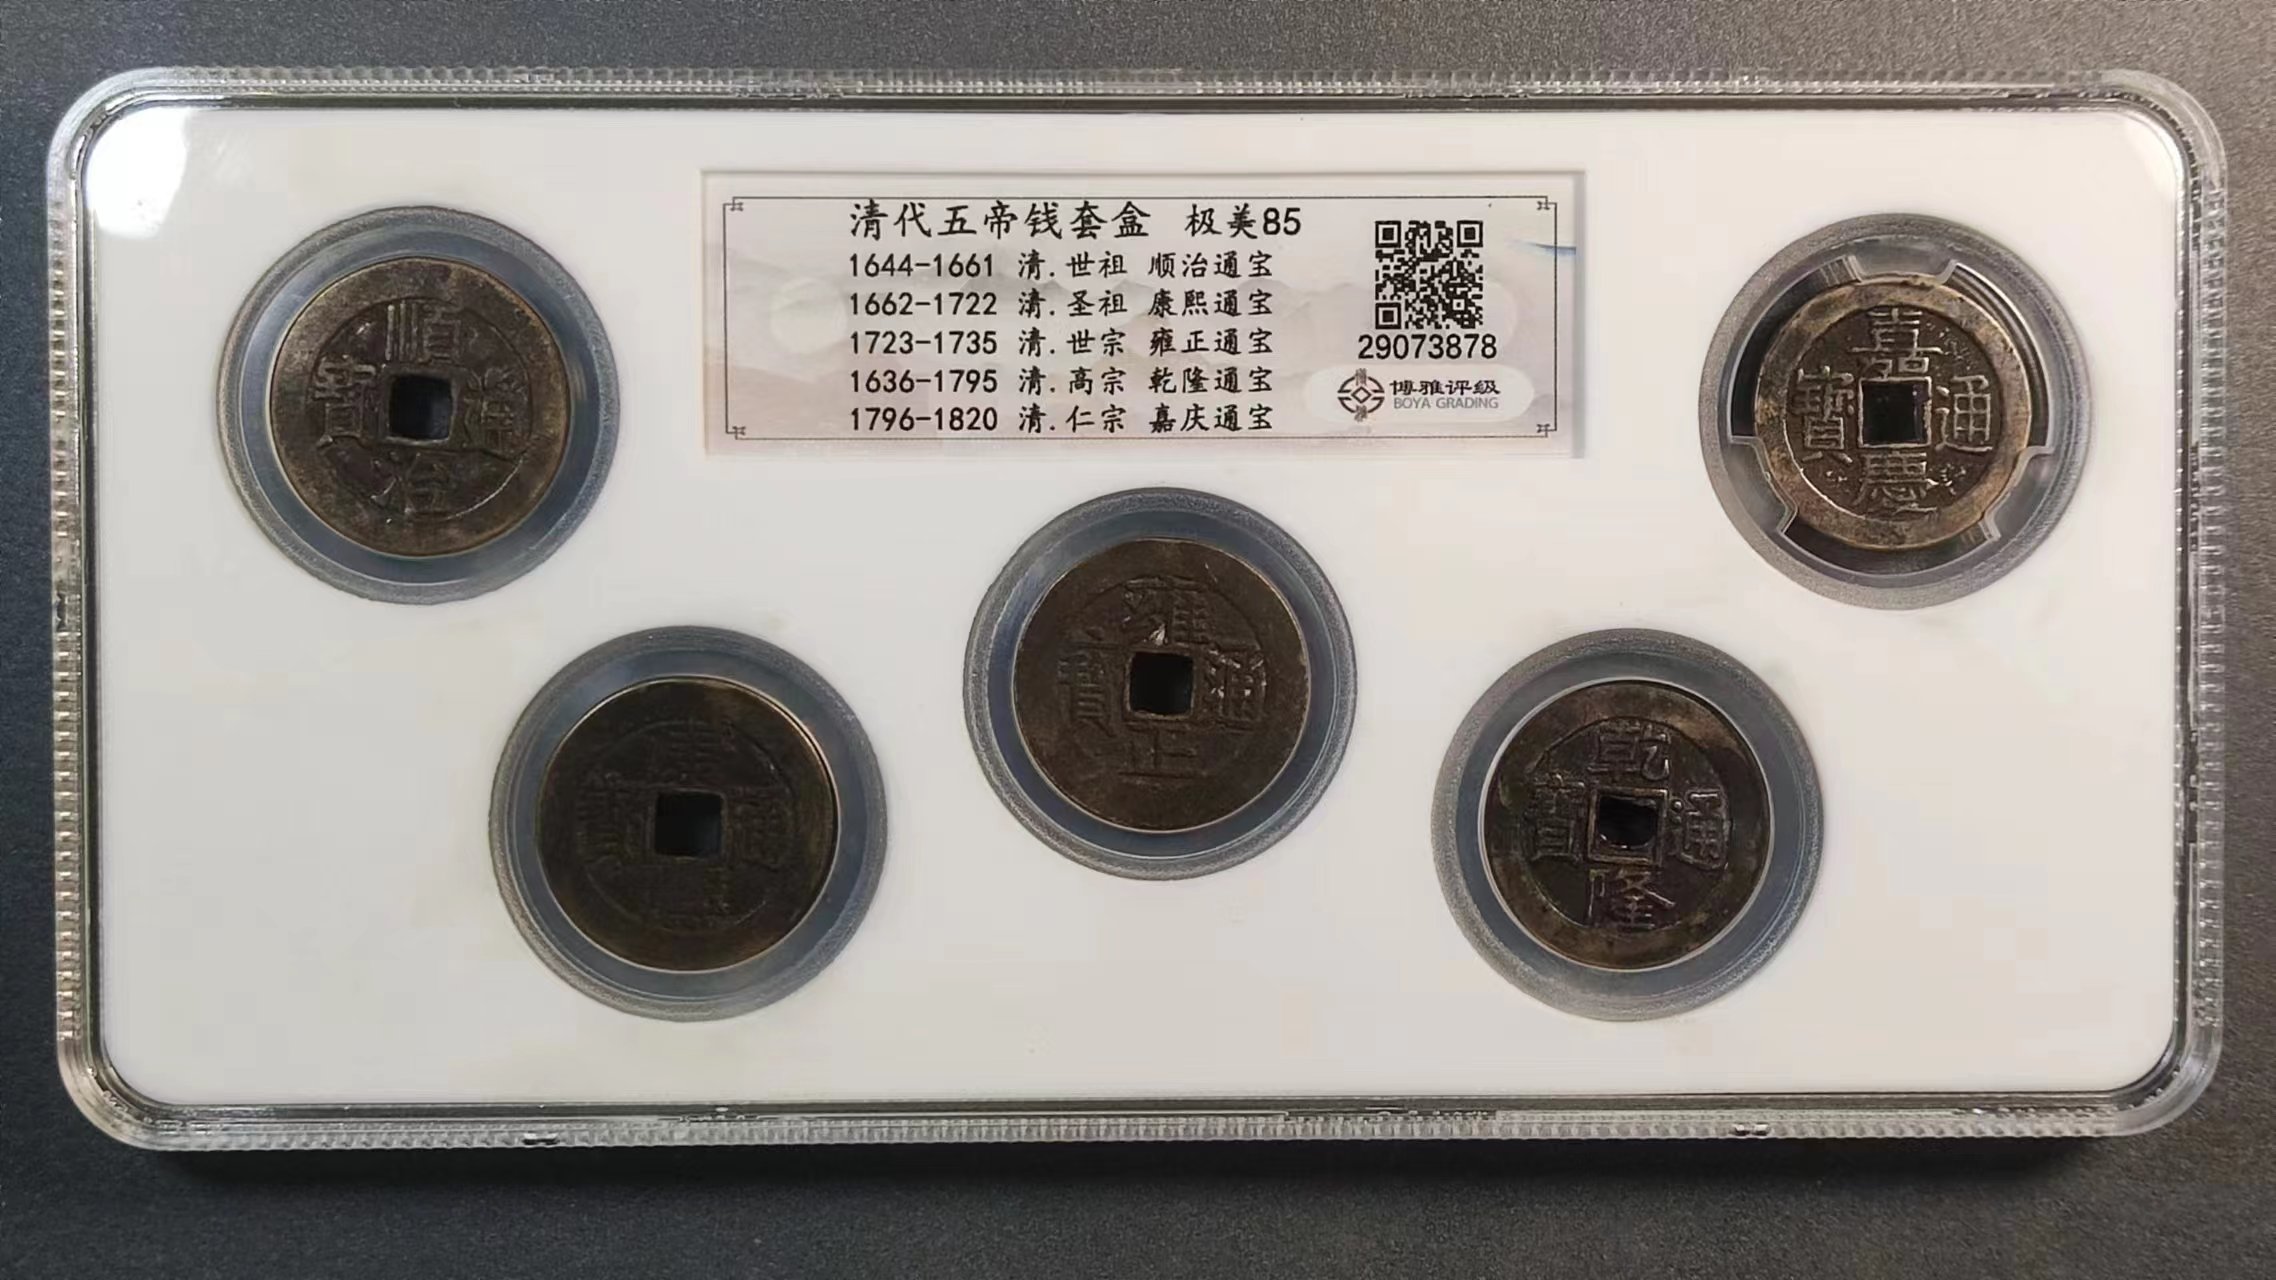 清代五帝钱套盒 极美85
1644-1661 清.世祖 顺治通宝
1662-1722 清.圣祖 康熙通宝
1723-1735 清.世宗 雍正通宝
1636-1795 清.高宗 乾隆通宝
1796-1820 清.仁宗 嘉庆通宝
29073878
博雅评级
BOYA GRADING
順治通寶
嘉慶通寶
雍正通寶
康熙通寶
乾隆通寶